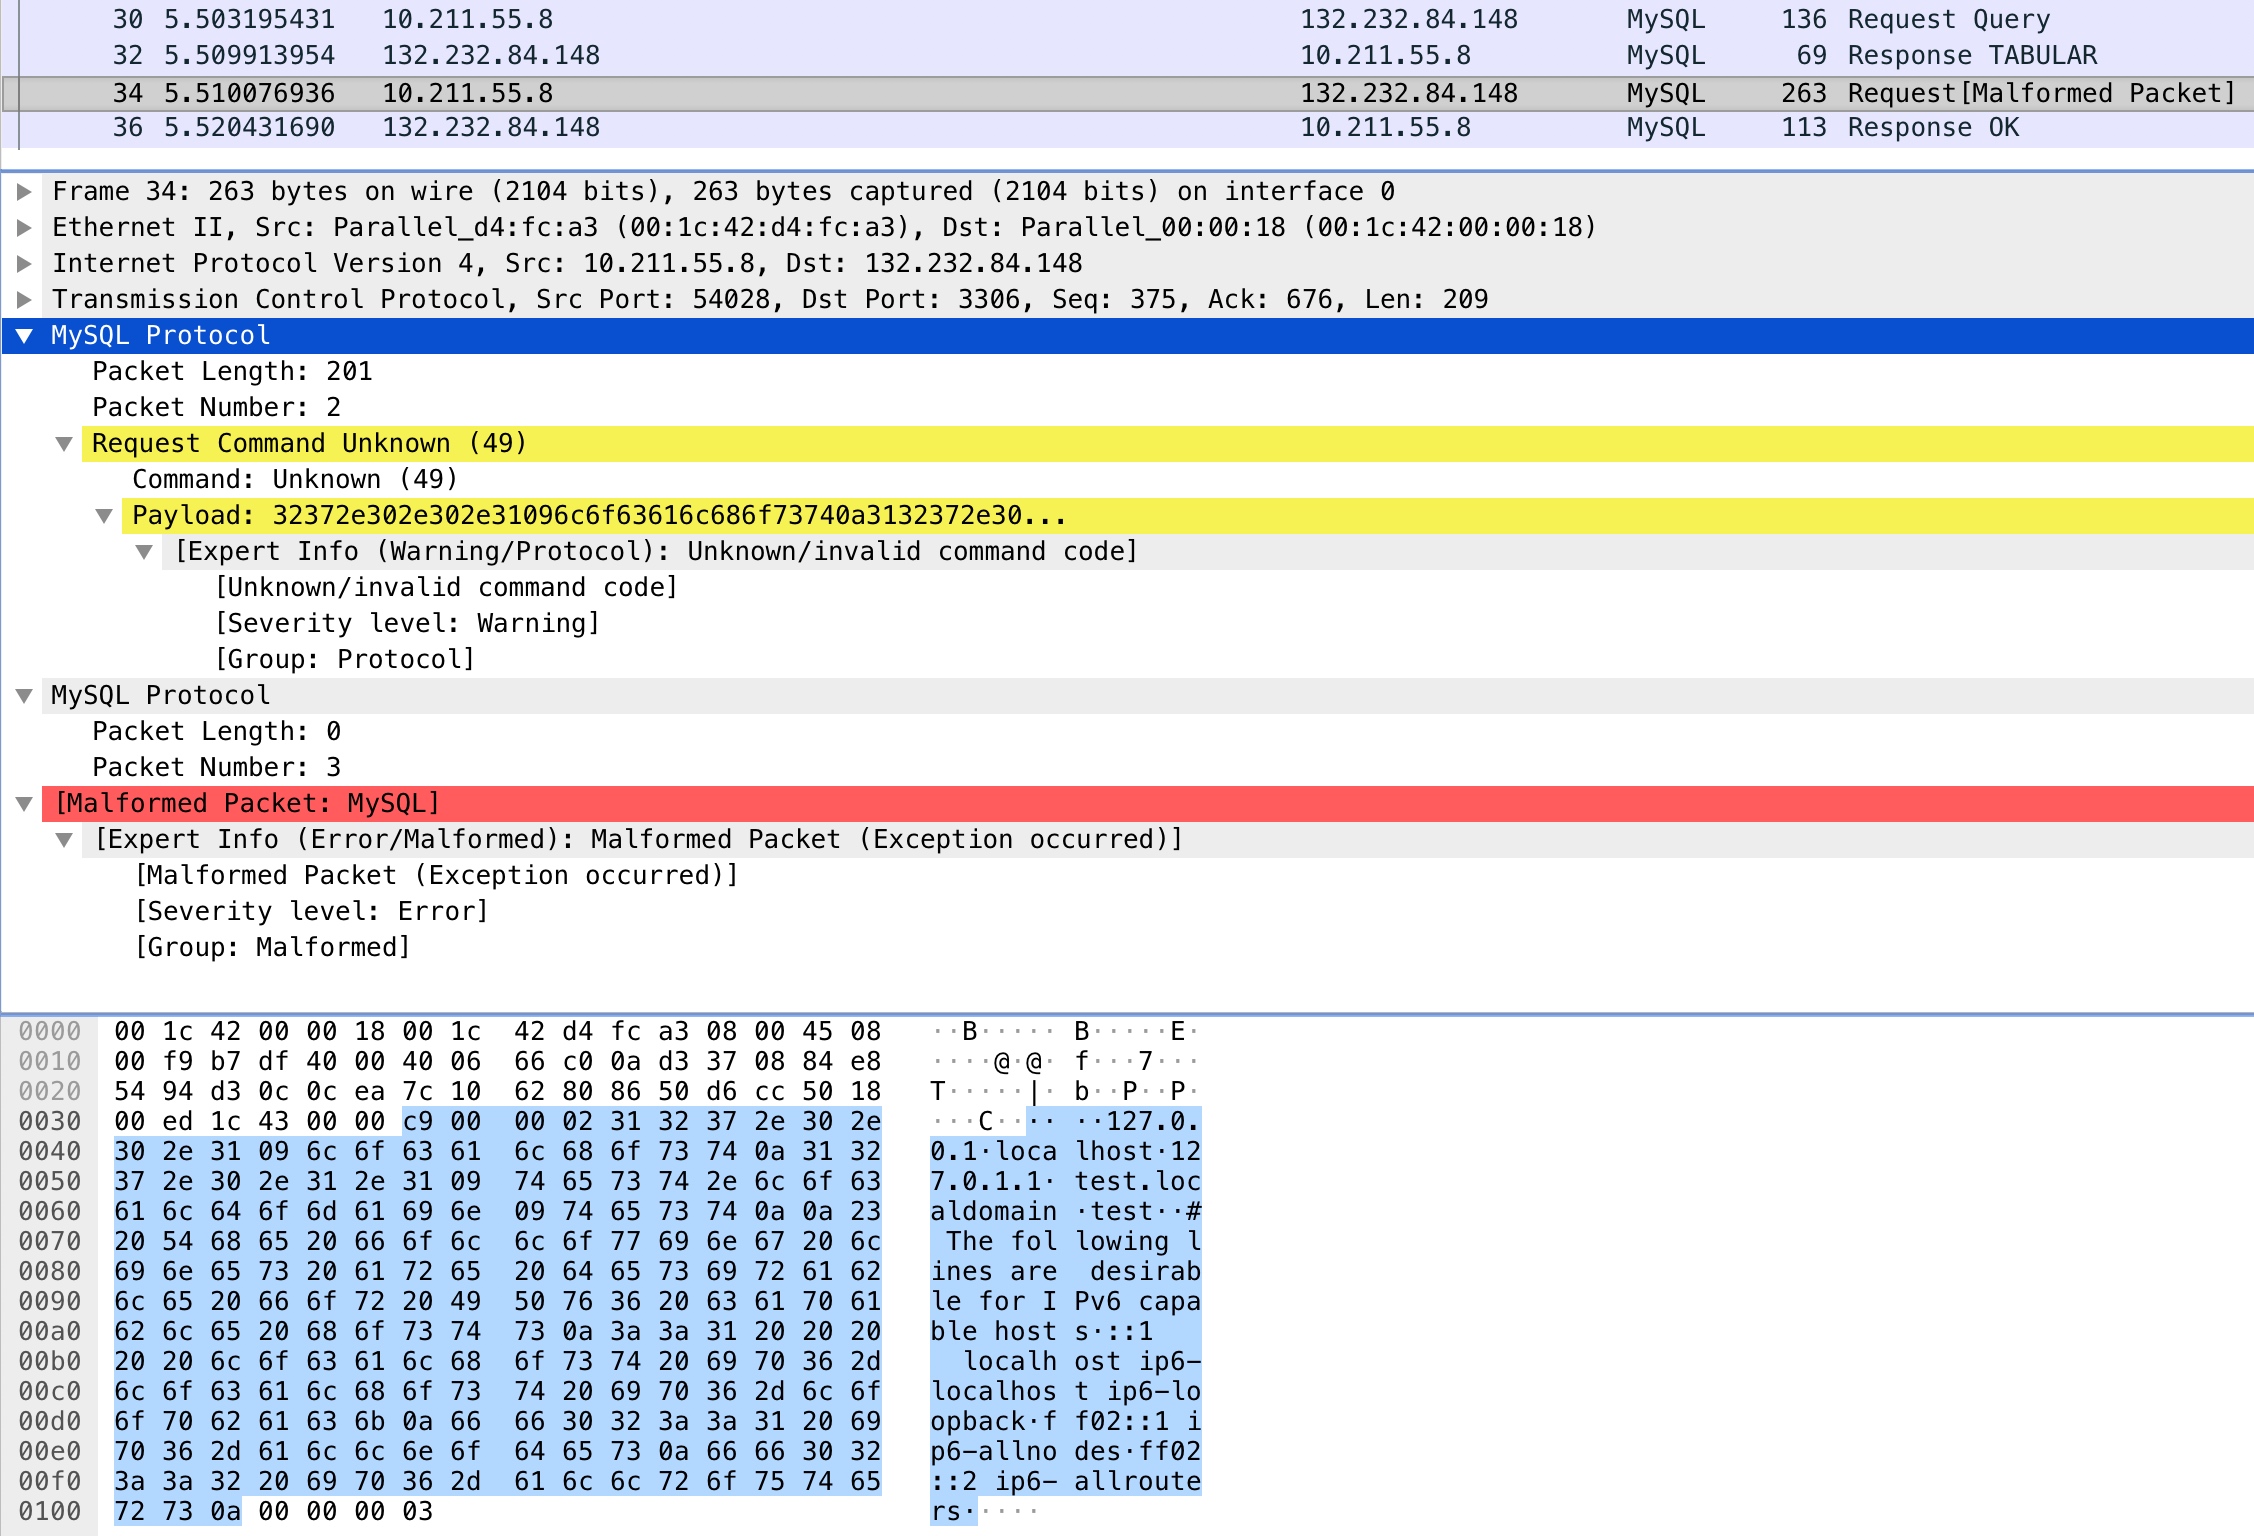 30 5.503195431 10.211.55.8 132.232.84.148 MySQL 136 Request Query
32 5.509913954 132.232.84.148 10.211.55.8 MySQL 69 Response TABULAR
34 5.510076936 10.211.55.8 132.232.84.148 MySQL 263 Request[Malformed Packet]
36 5.520431690 132.232.84.148 10.211.55.8 MySQL 113 Response OK
Frame 34: 263 bytes on wire (2104 bits), 263 bytes captured (2104 bits) on interface 0
Ethernet II, Src: Parallel_d4:fc:a3 (00:1c:42:d4:fc:a3), Dst: Parallel_00:00:18 (00:1c:42:00:00:18)
Internet Protocol Version 4, Src: 10.211.55.8, Dst: 132.232.84.148
Transmission Control Protocol, Src Port: 54028, Dst Port: 3306, Seq: 375, Ack: 676, Len: 209
MySQL Protocol
Packet Length: 201
Packet Number: 2
Request Command Unknown (49)
Command: Unknown (49)
Payload: 32372e302e302e31096c6f63616c686f73740a3132372e30...
[Expert Info (Warning/Protocol): Unknown/invalid command code]
[Unknown/invalid command code]
[Severity level: Warning]
[Group: Protocol]
MySQL Protocol
Packet Length: 0
Packet Number: 3
[Malformed Packet: MySQL]
[Expert Info (Error/Malformed): Malformed Packet (Exception occurred)]
[Malformed Packet (Exception occurred)]
[Severity level: Error]
[Group: Malformed]
0000 00 1c 42 00 00 18 00 1c 42 d4 fc a3 08 00 45 08 ··B····· B·····E·
0010 00 f9 b7 df 40 00 40 06 66 c0 0a d3 37 08 84 e8 ····@·@· f···7···
0020 54 94 d3 0c 0c ea 7c 10 62 80 86 50 d6 cc 50 18 T·····|· b··P··P·
0030 00 ed 1c 43 00 00 c9 00 00 02 31 32 37 2e 30 2e ···C···· ··127.0.
0040 30 2e 31 09 6c 6f 63 61 6c 68 6f 73 74 0a 31 32 0.1·loca lhost·12
0050 37 2e 30 2e 31 2e 31 09 74 65 73 74 2e 6c 6f 63 7.0.1.1· test.loc
0060 61 6c 64 6f 6d 61 69 6e 09 74 65 73 74 0a 0a 23 aldomain ·test··#
0070 20 54 68 65 20 66 6f 6c 6c 6f 77 69 6e 67 20 6c The fol lowing l
0080 69 6e 65 73 20 61 72 65 20 64 65 73 69 72 61 62 ines are desirab
0090 6c 65 20 66 6f 72 20 49 50 76 36 20 63 61 70 61 le for I Pv6 capa
00a0 62 6c 65 20 68 6f 73 74 73 0a 3a 3a 31 20 20 20 ble host s·::1
00b0 20 20 6c 6f 63 61 6c 68 6f 73 74 20 69 70 36 2d localh ost ip6-
00c0 6c 6f 63 61 6c 68 6f 73 74 20 69 70 36 2d 6c 6f localhos t ip6-lo
00d0 6f 70 62 61 63 6b 0a 66 66 30 32 3a 3a 31 20 69 opback·f f02::1 i
00e0 70 36 2d 61 6c 6c 6e 6f 64 65 73 0a 66 66 30 32 p6-allno des·ff02
00f0 3a 3a 32 20 69 70 36 2d 61 6c 6c 72 6f 75 74 65 ::2 ip6- allroute
0100 72 73 0a 00 00 00 03 rs·····